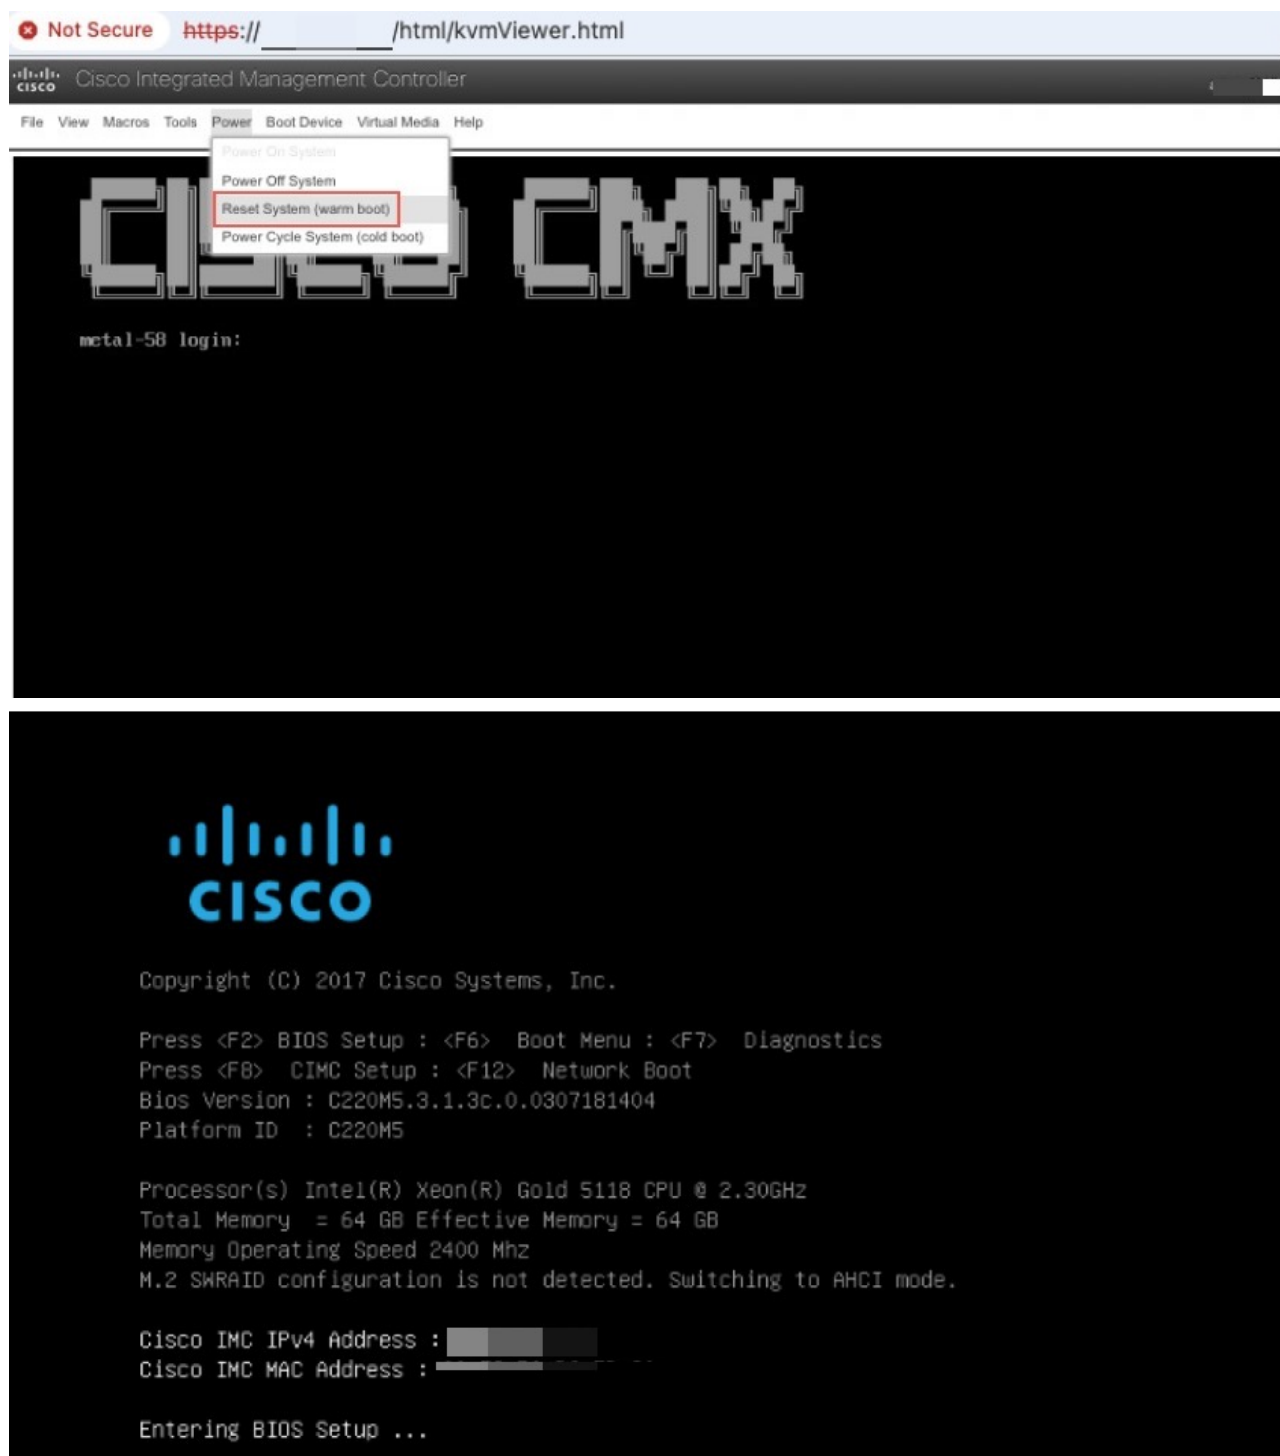 Not Secure https:// /html/kvmViewer.html
CISCO Cisco Integrated Management Controller
File View Macros Tools Power Boot Device Virtual Media Help
Power On System
Power Off System
Reset System (warm boot)
Power Cycle System (cold boot)
CISCO CMX
metal-58 login:
CISCO
Copyright (C) 2017 Cisco Systems, Inc.
Press <F2> BIOS Setup : <F6>  Boot Menu : <F7>  Diagnostics
Press <F8>  CIMC Setup : <F12>  Network Boot
Bios Version : C220M5.3.1.3c.0.0307181404
Platform ID  : C220M5
Processor(s) Intel(R) Xeon(R) Gold 5118 CPU @ 2.30GHz
Total Memory  = 64 GB Effective Memory = 64 GB
Memory Operating Speed 2400 Mhz
M.2 SWRAID configuration is not detected. Switching to AHCI mode.
Cisco IMC IPv4 Address :
Cisco IMC MAC Address :
Entering BIOS Setup ...